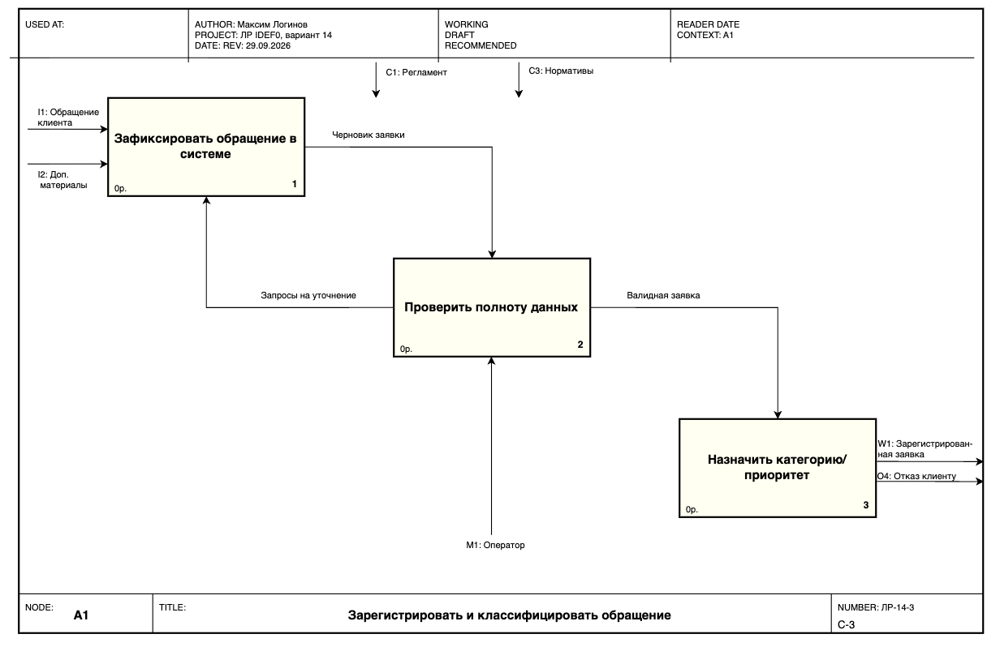 USED AT:
AUTHOR: Максим Логинов
PROJECT: ЛР IDEF0, вариант 14
DATE: REV: 29.09.2026
WORKING
DRAFT
RECOMMENDED
READER DATE
CONTEXT: A1
C1: Регламент
C3: Нормативы
I1: Обращение
клиента
I2: Доп.
материалы
Зафиксировать обращение в
системе
0р.
1
Черновик заявки
Запросы на уточнение
Проверить полноту данных
0р.
2
Валидная заявка
Назначить категорию/
приоритет
0р.
3
W1: Зарегистрирован-
ная заявка
O4: Отказ клиенту
M1: Оператор
NODE:
A1
TITLE:
Зарегистрировать и классифицировать обращение
NUMBER: ЛР-14-3
C-3